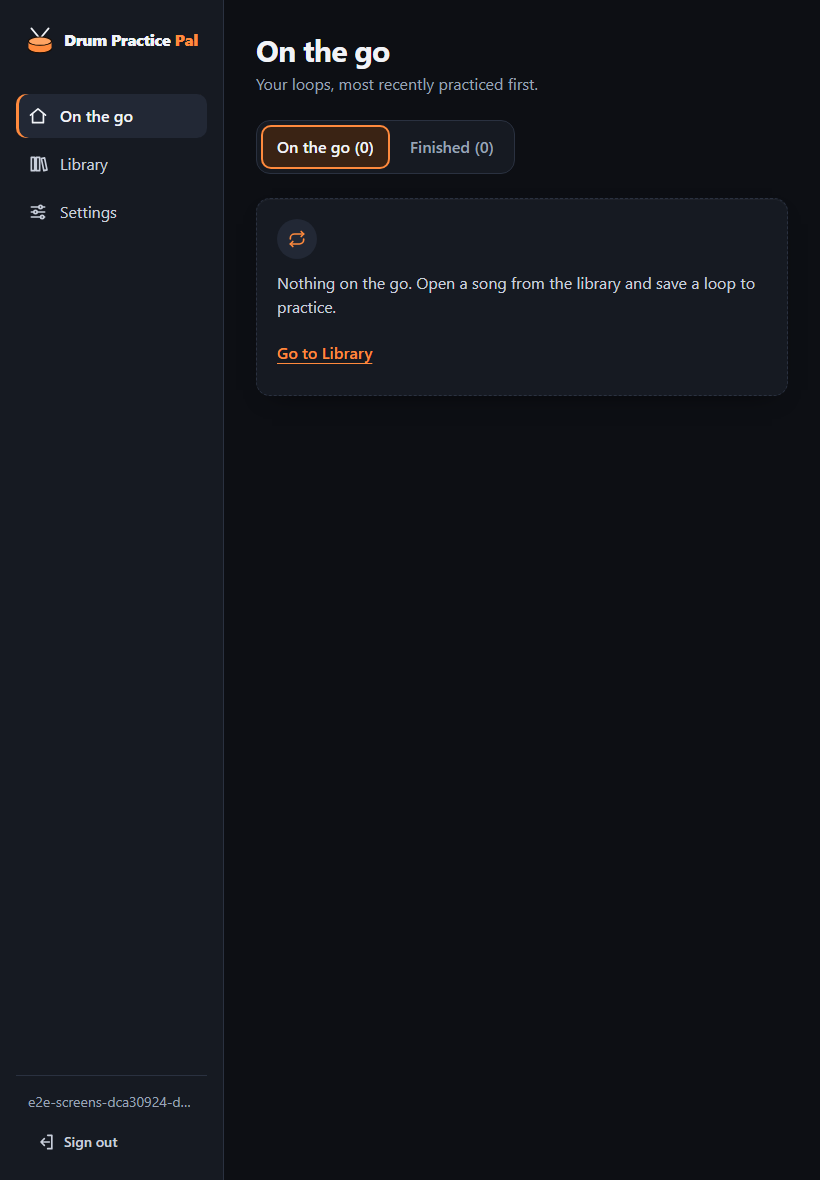 Drum Practice Pal
On the go
Library
Settings
e2e-screens-dca30924-d...
Sign out
On the go
Your loops, most recently practiced first.
On the go (0)
Finished (0)
Nothing on the go. Open a song from the library and save a loop to
practice.
Go to Library